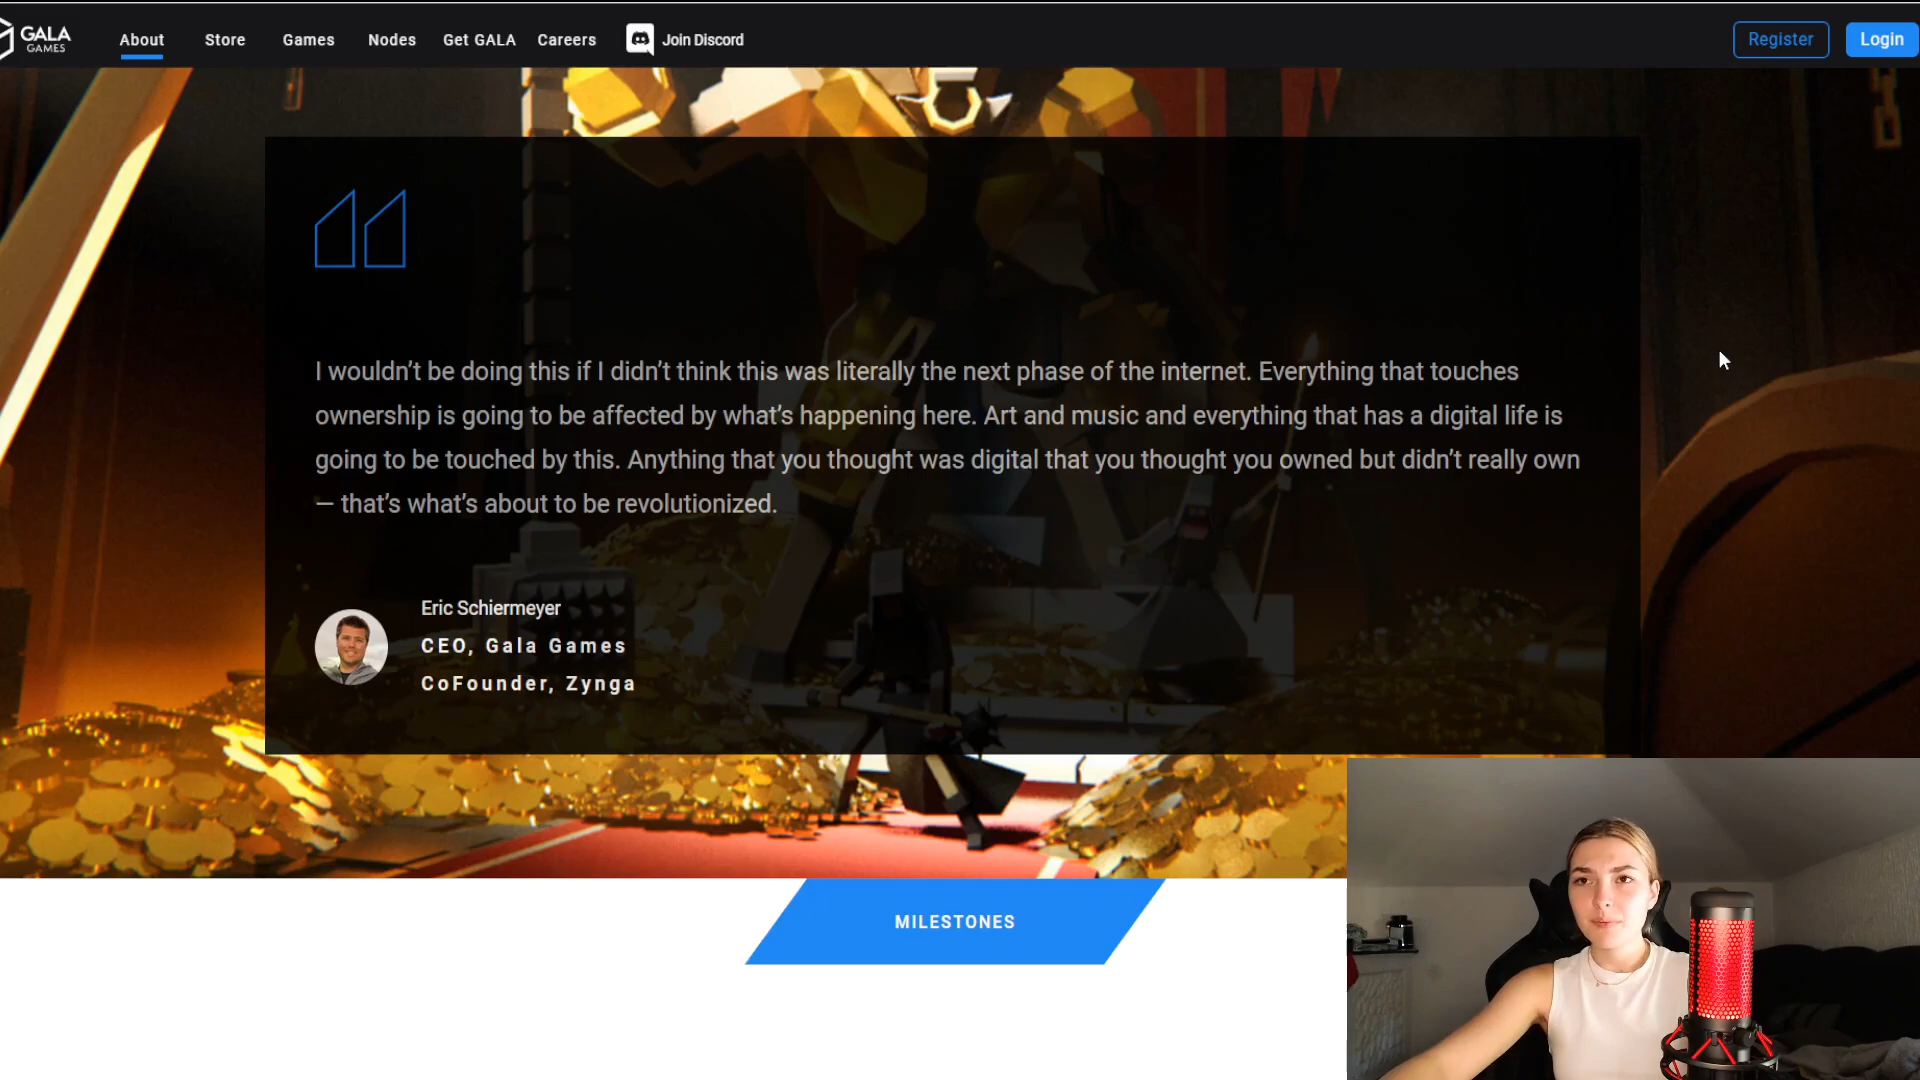 GALA
GAMES
About
Store
Games
Nodes
Get GALA
Careers
Join Discord
Register
Login
I wouldn’t be doing this if I didn’t think this was literally the next phase of the internet. Everything that touches
ownership is going to be affected by what’s happening here. Art and music and everything that has a digital life is
going to be touched by this. Anything that you thought was digital that you thought you owned but didn’t really own
— that’s what’s about to be revolutionized.
Eric Schiermeyer
CEO, Gala Games
CoFounder, Zynga
MILESTONES